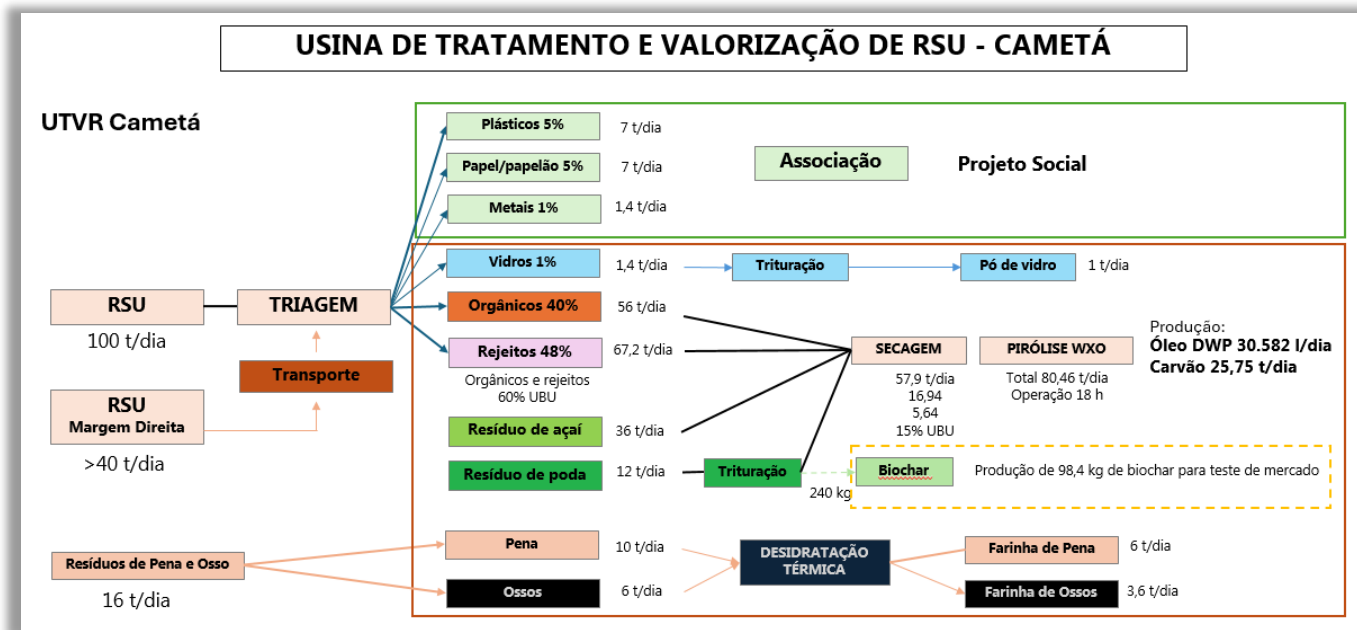 USINA DE TRATAMENTO E VALORIZAÇÃO DE RSU - CAMETÁ
UTVR Cametá
Plásticos 5%
7 t/dia
Papel/papelão 5%
7 t/dia
Metais 1%
1,4 t/dia
Associação
Projeto Social
Vidros 1%
1,4 t/dia
Trituração
Pó de vidro
1 t/dia
RSU
100 t/dia
TRIAGEM
Orgânicos 40%
56 t/dia
Rejeitos 48%
67,2 t/dia
Orgânicos e rejeitos
60% UBU
SECAGEM
57,9 t/dia
16,94
5,64
15% UBU
PIRÓLISE WXO
Total 80,46 t/dia
Operação 18 h
Produção:
Óleo DWP 30.582 l/dia
Carvão 25,75 t/dia
Transporte
RSU
Margem Direita
>40 t/dia
Resíduo de açaí
36 t/dia
Resíduo de poda
12 t/dia
Trituração
240 kg
Biochar
Produção de 98,4 kg de biochar para teste de mercado
Resíduos de Pena e Osso
16 t/dia
Pena
10 t/dia
Ossos
6 t/dia
DESIDRATAÇÃO
TÉRMICA
Farinha de Pena
6 t/dia
Farinha de Ossos
3,6 t/dia